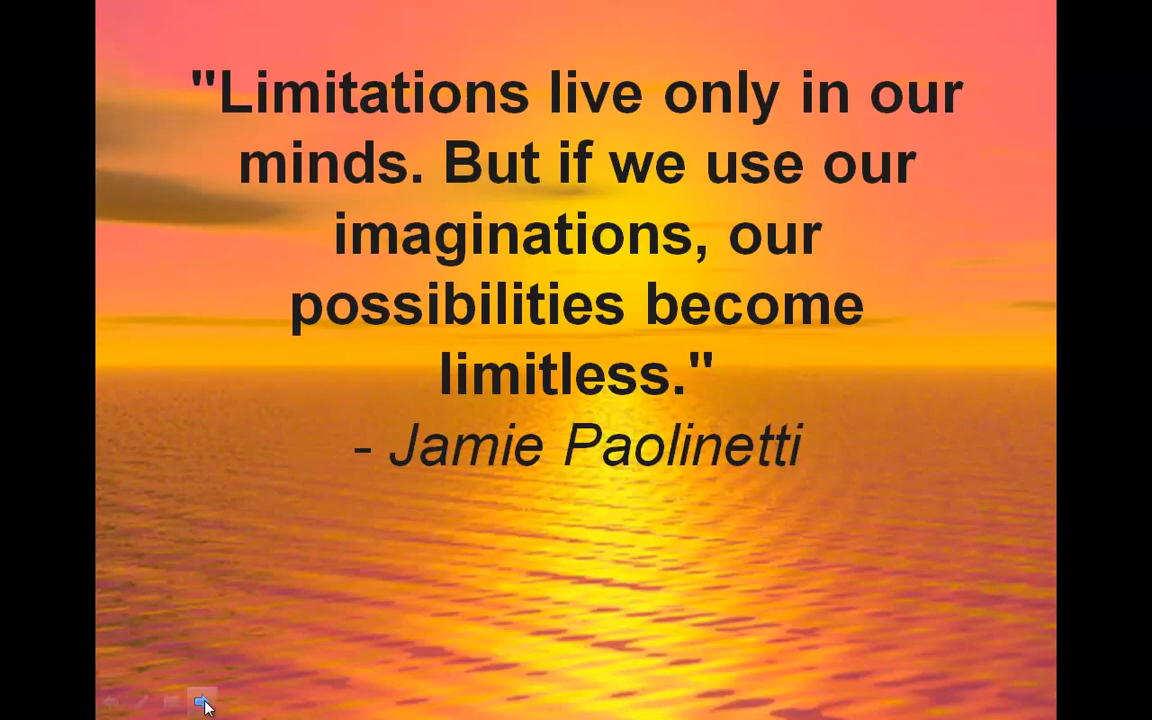 "Limitations live only in our
minds. But if we use our
imaginations, our
possibilities become
limitless."
- Jamie Paolinetti